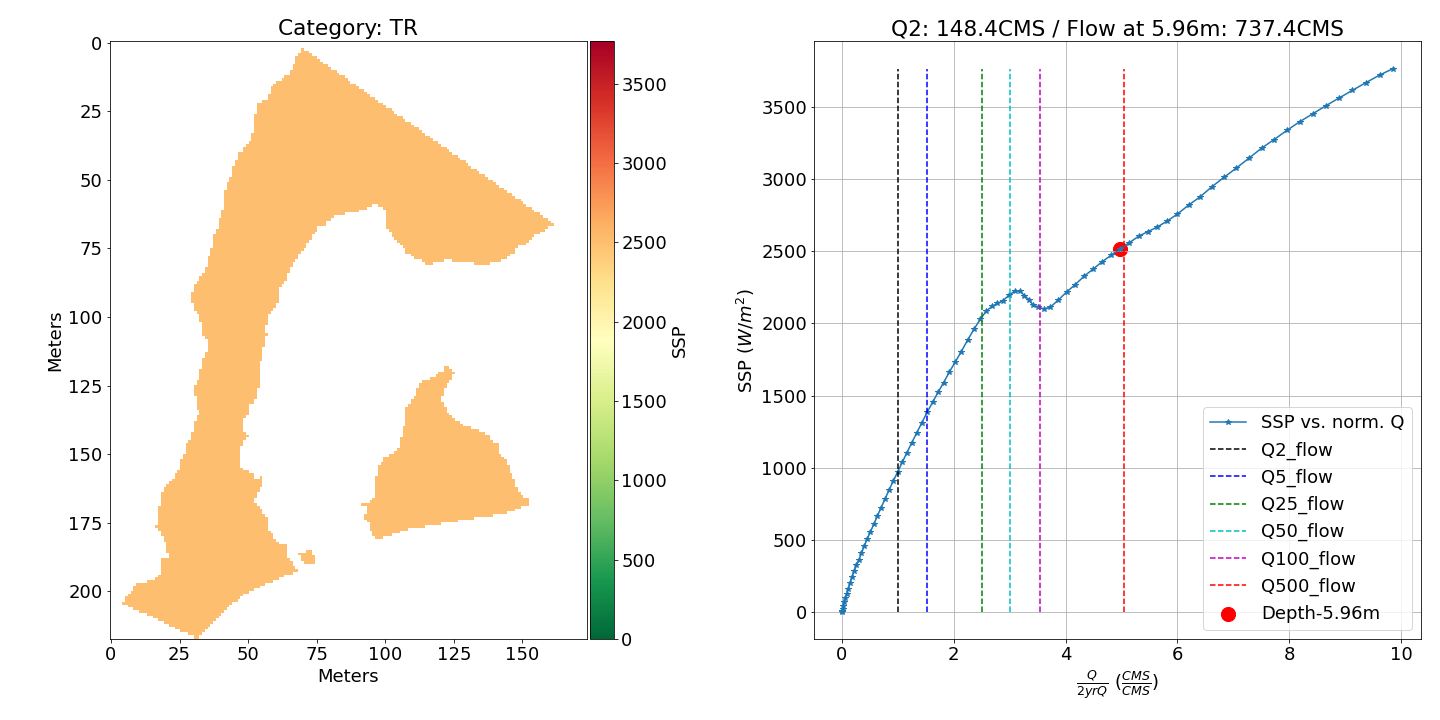 Category: TR
0
25
50
75
100
125
150
175
200
Meters
0
25
50
75
100
125
150
Meters
3500
3000
2500
2000
1500
1000
500
0
SSP
Q2: 148.4CMS / Flow at 5.96m: 737.4CMS
3500
3000
2500
2000
1500
1000
500
0
SSP (W/m²)
0
2
4
6
8
10
Q/2yrQ (CMS/CMS)
SSP vs. norm. Q
Q2_flow
Q5_flow
Q25_flow
Q50_flow
Q100_flow
Q500_flow
Depth-5.96m